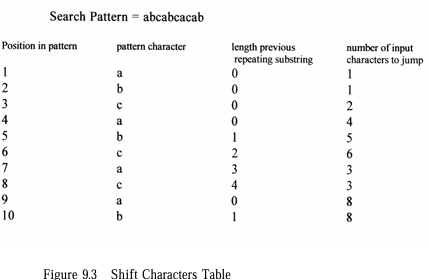 Search Pattern = abcabcacab
Position in pattern pattern character length previous repeating substring number of input characters to jump
1 a 0 1
2 b 0 1
3 c 0 2
4 a 0 4
5 b 1 5
6 c 2 6
7 a 3 3
8 c 4 3
9 a 0 8
10 b 1 8
Figure 9.3 Shift Characters Table